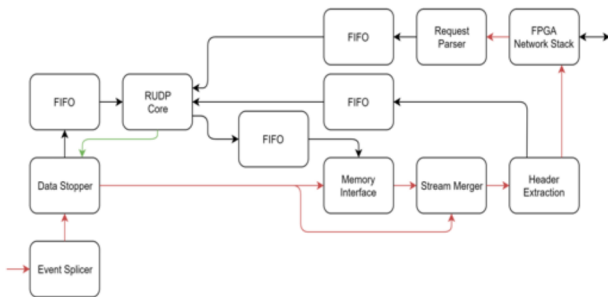 FIFO
Request
Parser
FPGA
Network Stack
FIFO
RUDP
Core
FIFO
FIFO
Data Stopper
Memory
Interface
Stream Merger
Header
Extraction
Event Splicer